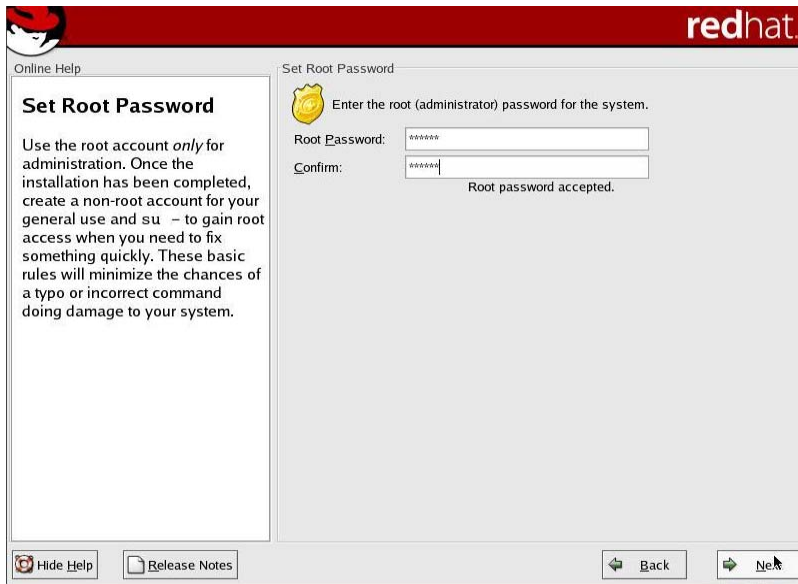 redhat.
Online Help
Set Root Password
Use the root account only for
administration. Once the
installation has been completed,
create a non-root account for your
general use and su - to gain root
access when you need to fix
something quickly. These basic
rules will minimize the chances of
a typo or incorrect command
doing damage to your system.
Set Root Password
Enter the root (administrator) password for the system.
Root Password: ******
Confirm: ******
Root password accepted.
Hide Help
Release Notes
Back